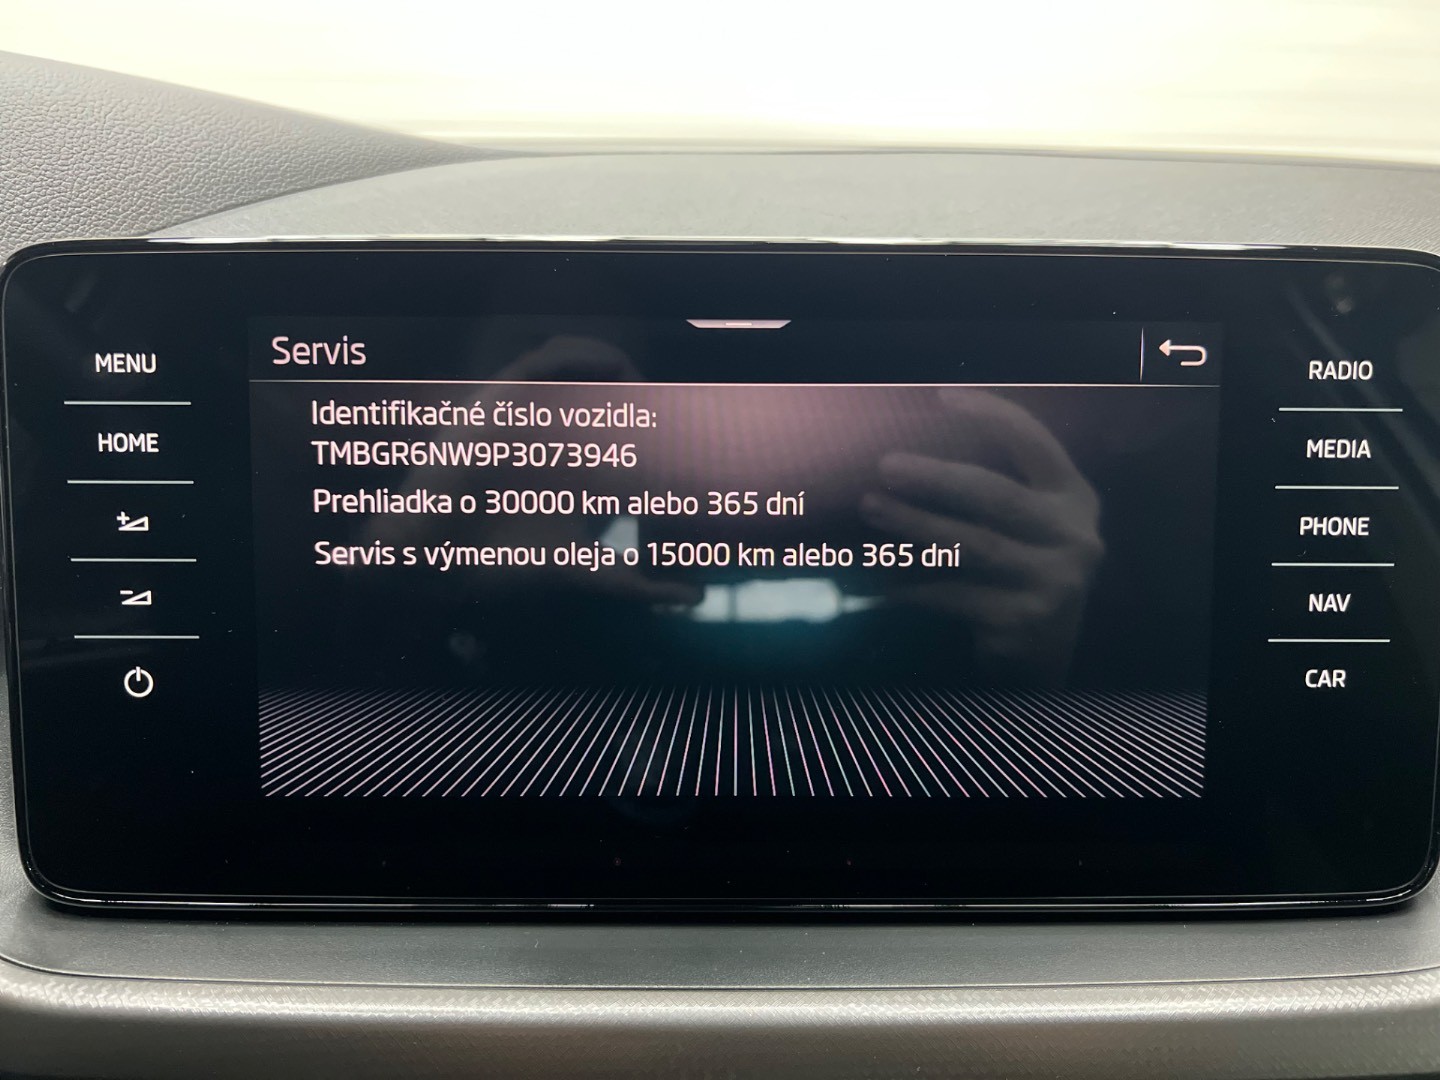 Servis
Identifikačné číslo vozidla:
TMBGR6NW9P3073946
Prehliadka o 30000 km alebo 365 dní
Servis s výmenou oleja o 15000 km alebo 365 dní
MENU
HOME
RADIO
MEDIA
PHONE
NAV
CAR